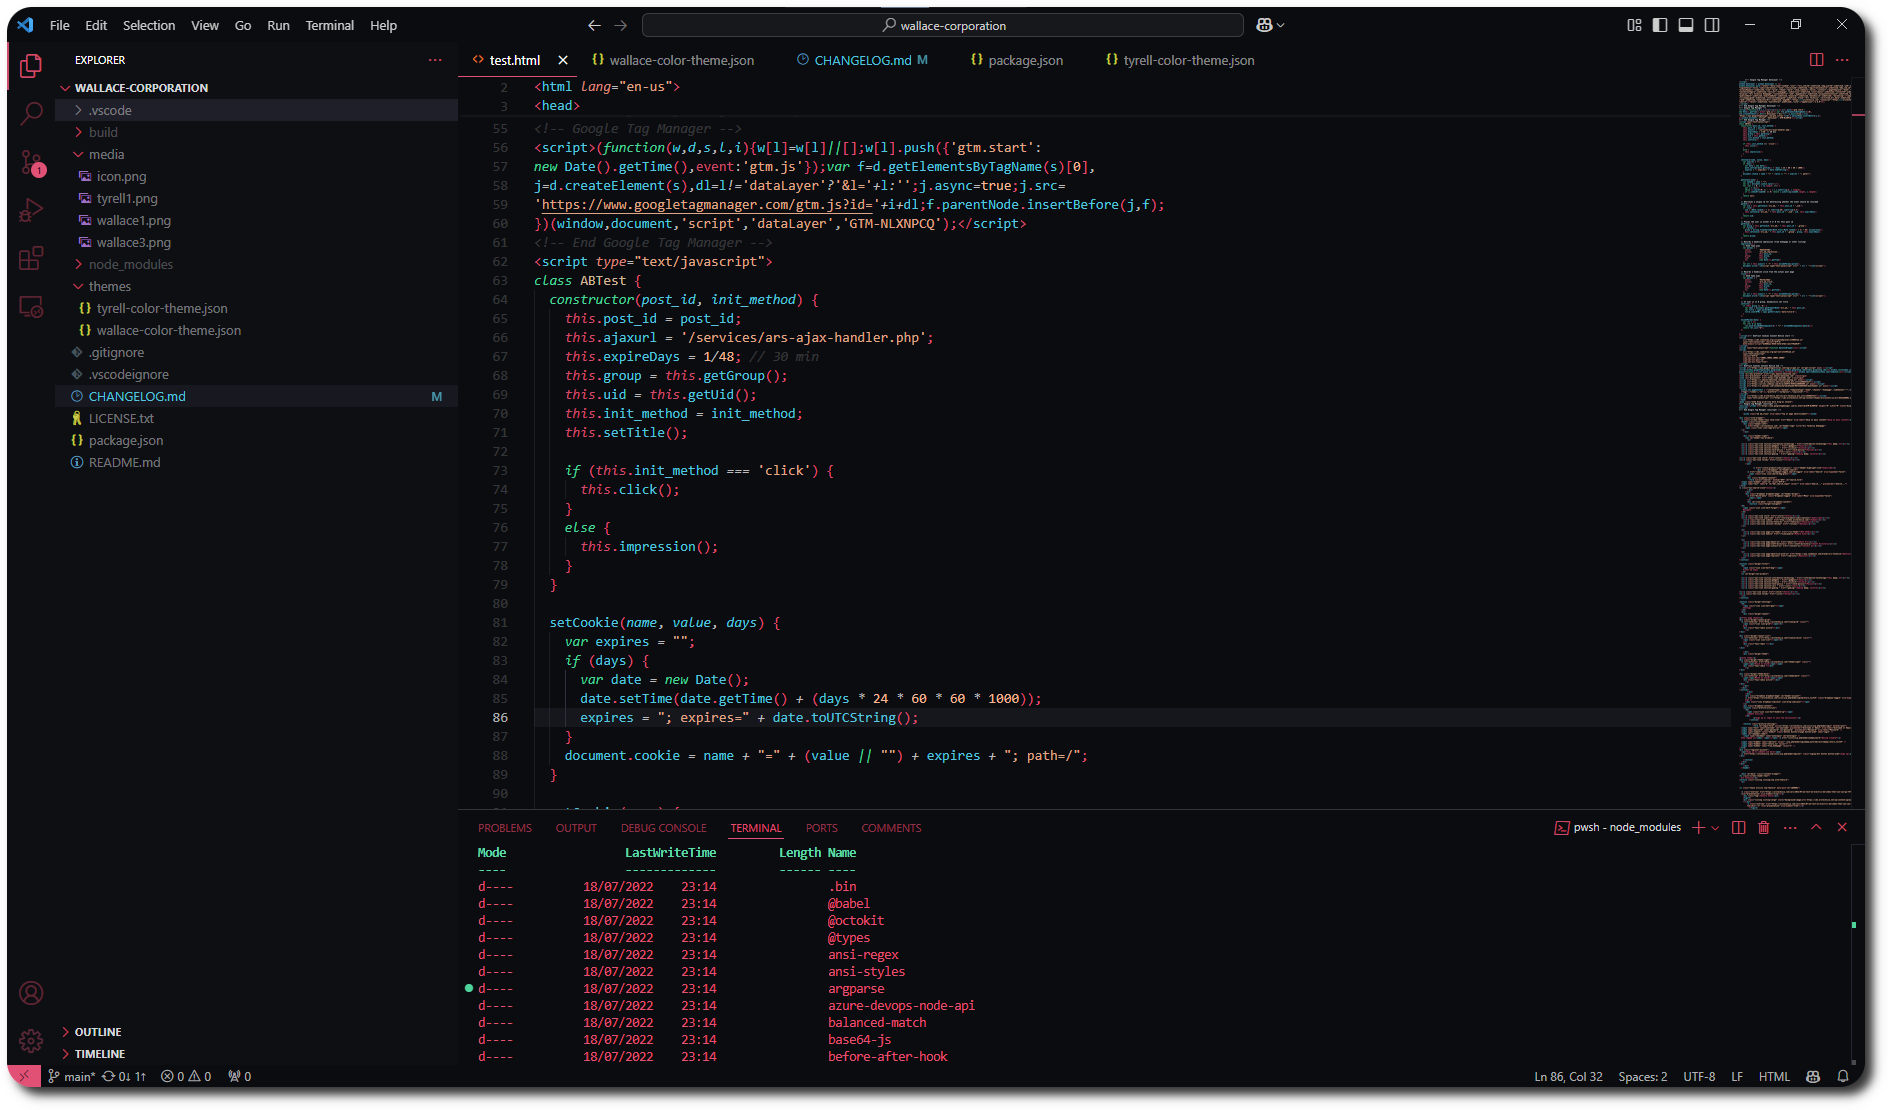 File Edit Selection View Go Run Terminal Help
wallace-corporation
EXPLORER
WALLACE-CORPORATION
.vscode
build
media
icon.png
tyrell1.png
wallace1.png
wallace3.png
node_modules
themes
tyrell-color-theme.json
wallace-color-theme.json
.gitignore
.vscodeignore
CHANGELOG.md M
LICENSE.txt
package.json
README.md
OUTLINE
TIMELINE
1
test.html wallace-color-theme.json CHANGELOG.md M package.json tyrell-color-theme.json
2 <html lang="en-us">
3 <head>
55 <!-- Google Tag Manager -->
56 <script>(function(w,d,s,l,i){w[l]=w[l]||[];w[l].push({'gtm.start':
57 new Date().getTime(),event:'gtm.js'});var f=d.getElementsByTagName(s)[0],
58 j=d.createElement(s),dl=l!='dataLayer'?'&l='+l:'';j.async=true;j.src=
59 'https://www.googletagmanager.com/gtm.js?id='+i+dl;f.parentNode.insertBefore(j,f);
60 })(window,document,'script','dataLayer','GTM-NLXNPCQ');</script>
61 <!-- End Google Tag Manager -->
62 <script type="text/javascript">
63 class ABTest {
64 constructor(post_id, init_method) {
65 this.post_id = post_id;
66 this.ajaxurl = '/services/ars-ajax-handler.php';
67 this.expireDays = 1/48; // 30 min
68 this.group = this.getGroup();
69 this.uid = this.getUid();
70 this.init_method = init_method;
71 this.setTitle();
72
73 if (this.init_method === 'click') {
74 this.click();
75 }
76 else {
77 this.impression();
78 }
79 }
80
81 setCookie(name, value, days) {
82 var expires = "";
83 if (days) {
84 var date = new Date();
85 date.setTime(date.getTime() + (days * 24 * 60 * 60 * 1000));
86 expires = "; expires=" + date.toUTCString();
87 }
88 document.cookie = name + "=" + (value || "") + expires + "; path=/";
89 }
90
PROBLEMS OUTPUT DEBUG CONSOLE TERMINAL PORTS COMMENTS
pwsh - node_modules
Mode LastWriteTime Length Name
---- ------------- ------ ----
d---- 18/07/2022 23:14 .bin
d---- 18/07/2022 23:14 @babel
d---- 18/07/2022 23:14 @octokit
d---- 18/07/2022 23:14 @types
d---- 18/07/2022 23:14 ansi-regex
d---- 18/07/2022 23:14 ansi-styles
d---- 18/07/2022 23:14 argparse
d---- 18/07/2022 23:14 azure-devops-node-api
d---- 18/07/2022 23:14 balanced-match
d---- 18/07/2022 23:14 base64-js
d---- 18/07/2022 23:14 before-after-hook
main* 0↓ 1↑ 0 0 0
Ln 86, Col 32 Spaces: 2 UTF-8 LF HTML